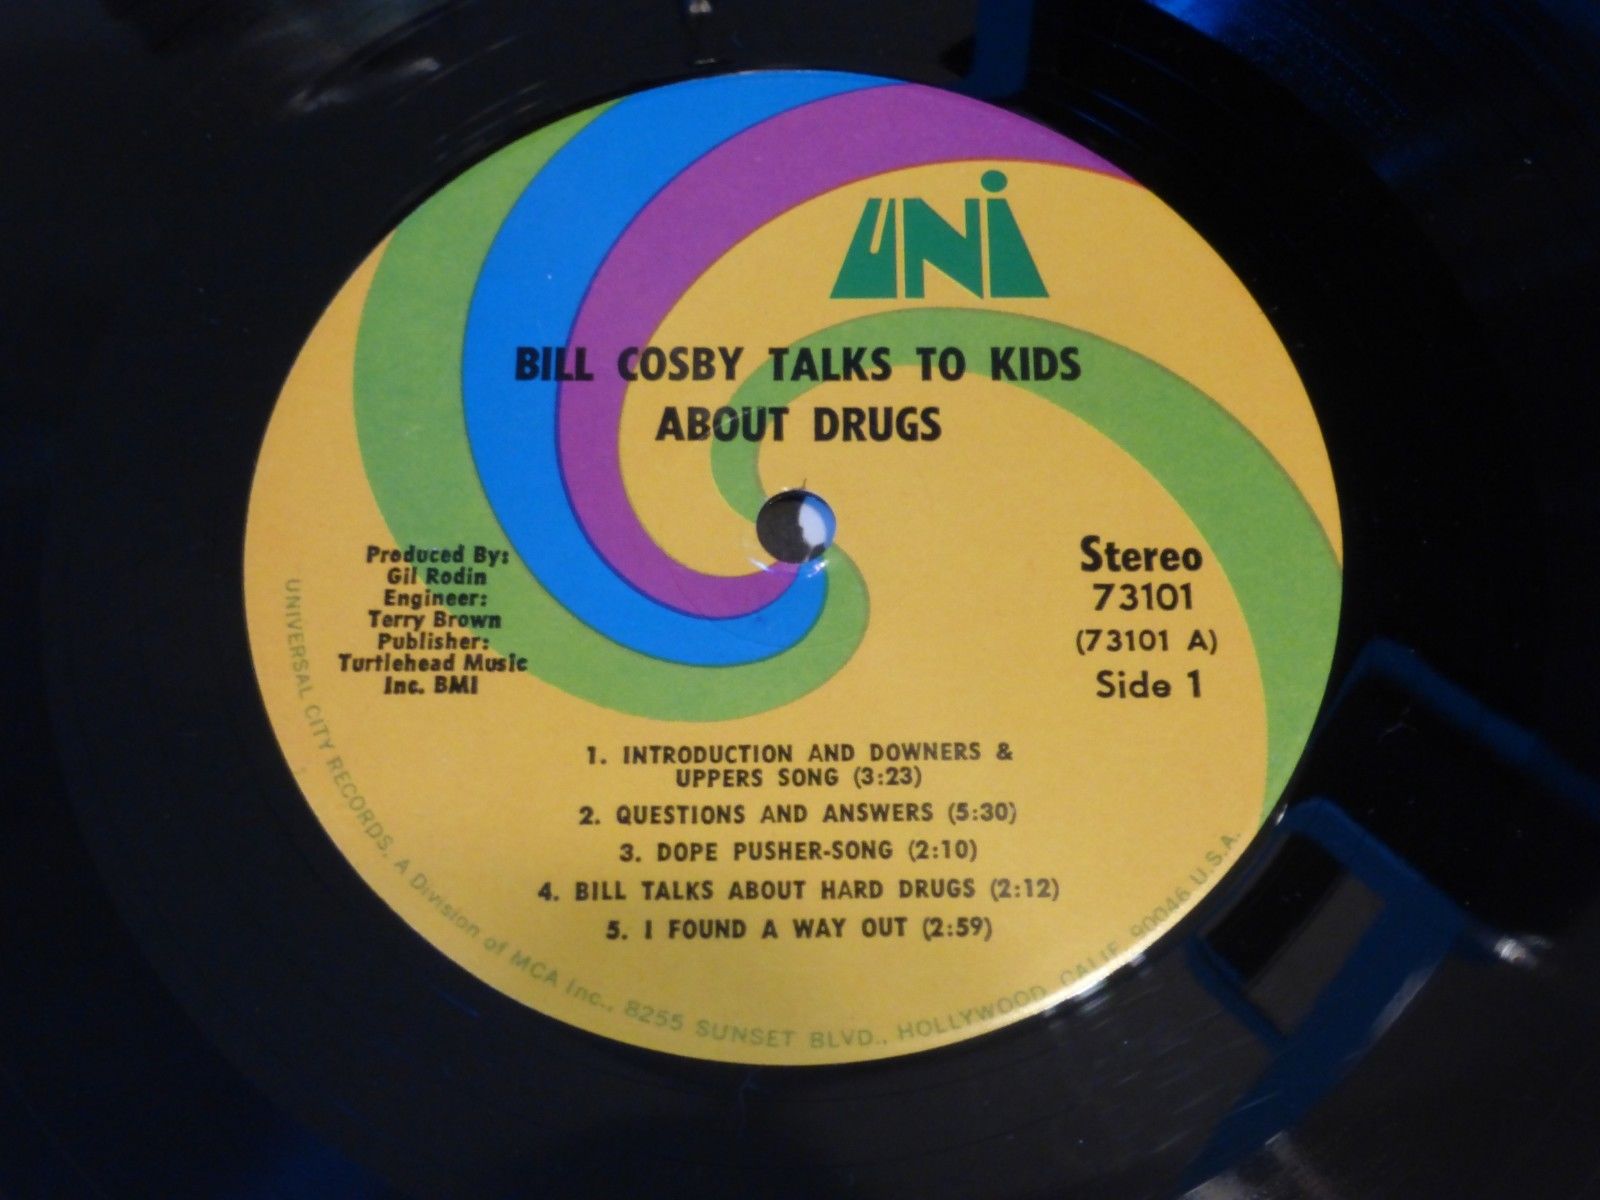 UNi
BILL COSBY TALKS TO KIDS
ABOUT DRUGS
Produced By:
Gil Rodin
Engineer:
Terry Brown
Publisher:
Turtlehead Music
Inc. BMI
Stereo
73101
(73101 A)
Side 1
1. INTRODUCTION AND DOWNERS &
UPPERS SONG (3:23)
2. QUESTIONS AND ANSWERS (5:30)
3. DOPE PUSHER-SONG (2:10)
4. BILL TALKS ABOUT HARD DRUGS (2:12)
5. I FOUND A WAY OUT (2:59)
UNIVERSAL CITY RECORDS, A Division of MCA Inc., 8255 SUNSET BLVD., HOLLYWOOD, CALIF. 90046 U.S.A.